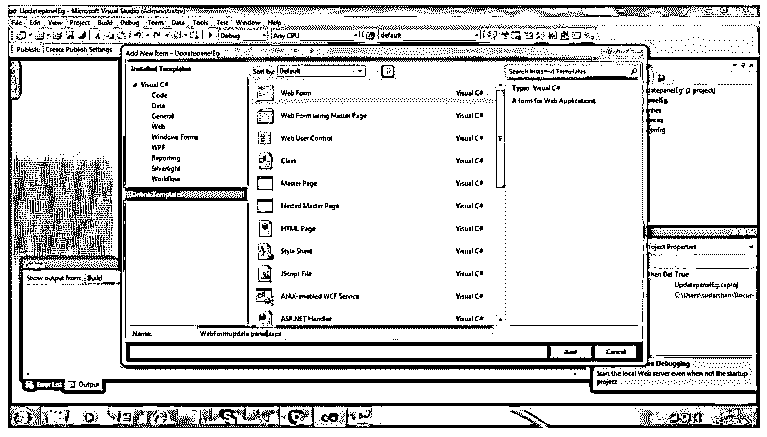 UpdatepanelEg - Microsoft Visual Studio (Administrator)
File Edit View Project Build Debug Team Data Tools Test Window Help
Debug Any CPU default
Publish: Create Publish Settings
Add New Item - UpdatepanelEg
Installed Templates
Sort by: Default
Search Installed Templates
Visual C#
Code
Data
General
Web
Windows Forms
WPF
Reporting
Silverlight
Workflow
Online Templates
Web Form Visual C#
Web Form using Master Page Visual C#
Web User Control Visual C#
Class Visual C#
Master Page Visual C#
Nested Master Page Visual C#
HTML Page Visual C#
Style Sheet Visual C#
JScript File Visual C#
AJAX-enabled WCF Service Visual C#
ASP.NET Handler Visual C#
Type: Visual C#
A form for Web Applications
Name: WebFormupdate panel.aspx
Add Cancel
Project Properties
True
UpdatepanelEg.csproj
Debugging
Start the local Web server even when not the startup
project
Show output from: Build
Error List Output